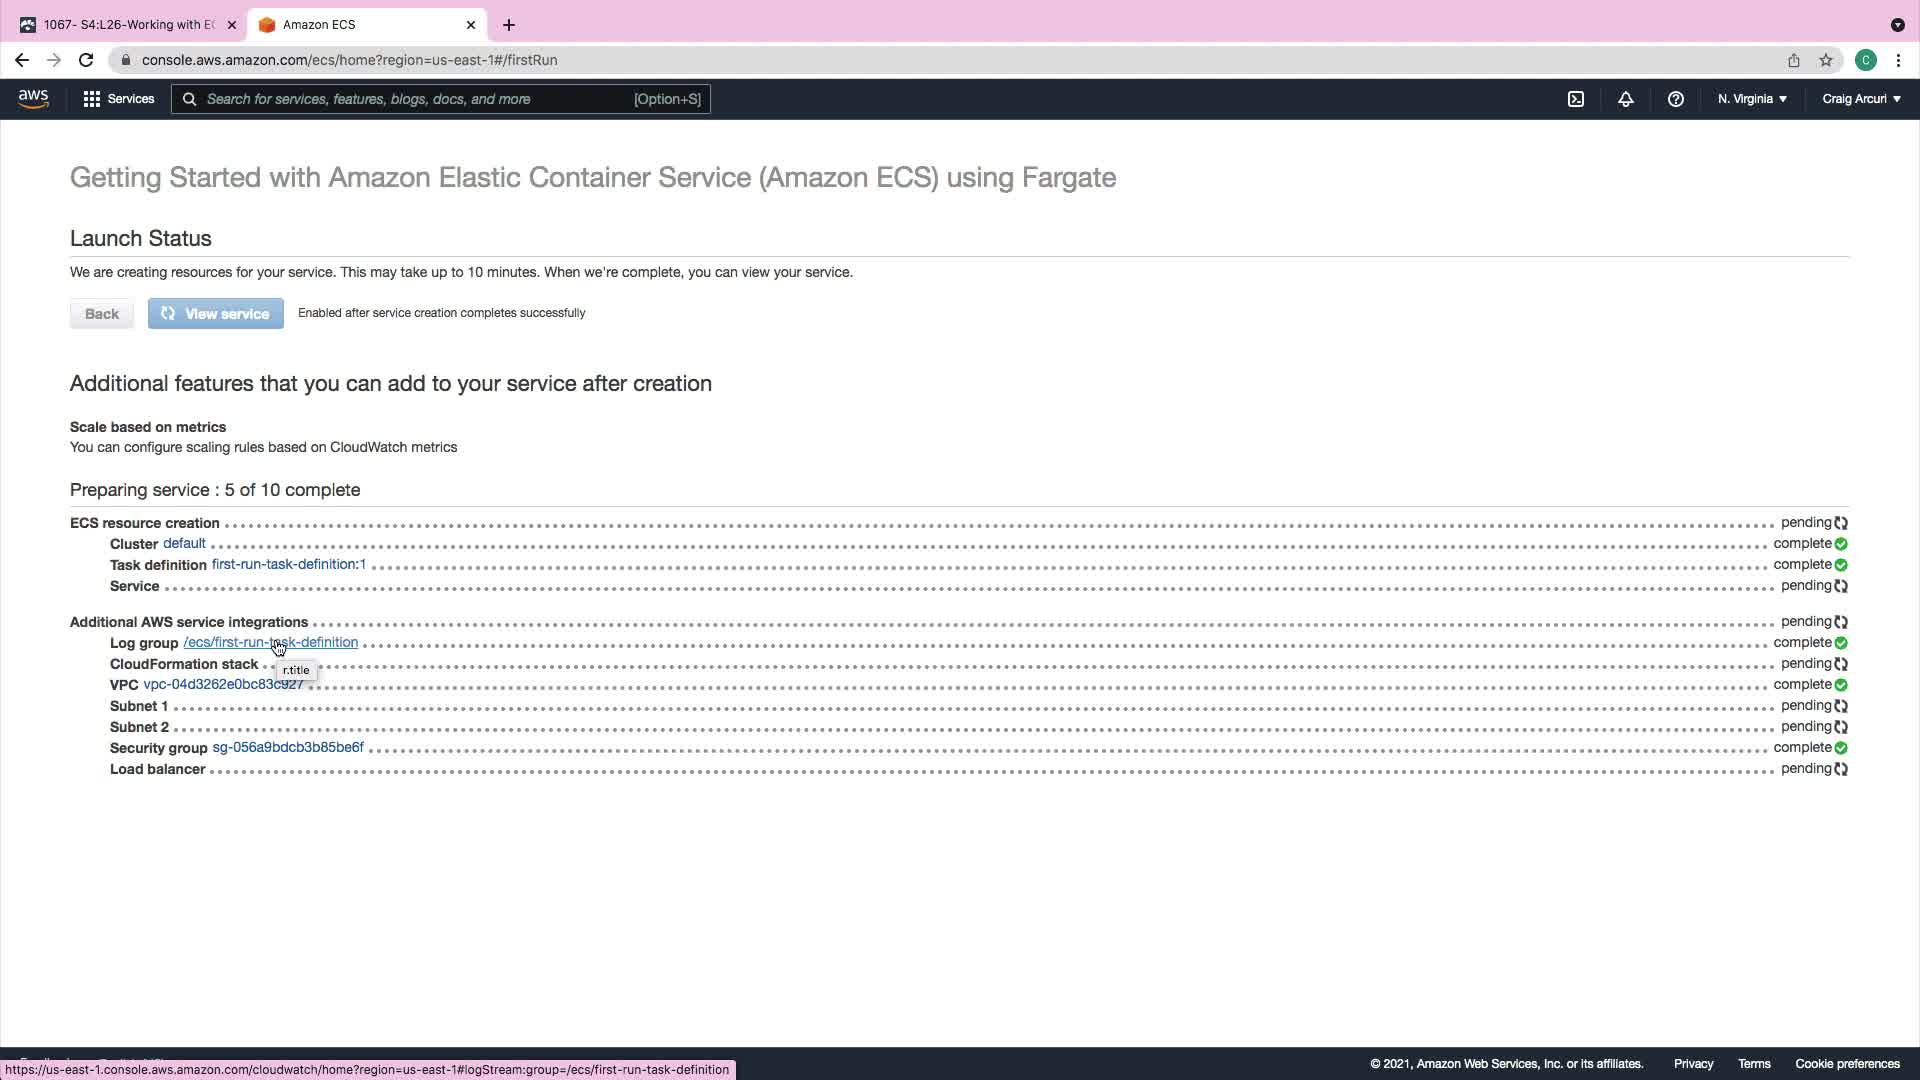 1067- S4:L26-Working with EC
Amazon ECS
console.aws.amazon.com/ecs/home?region=us-east-1#/firstRun
C
aws
Services
Search for services, features, blogs, docs, and more
[Option+S]
N. Virginia
Craig Arcuri
Getting Started with Amazon Elastic Container Service (Amazon ECS) using Fargate
Launch Status
We are creating resources for your service. This may take up to 10 minutes. When we're complete, you can view your service.
Back
View service
Enabled after service creation completes successfully
Additional features that you can add to your service after creation
Scale based on metrics
You can configure scaling rules based on CloudWatch metrics
Preparing service : 5 of 10 complete
ECS resource creation pending
Cluster default complete
Task definition first-run-task-definition:1 complete
Service pending
Additional AWS service integrations pending
Log group /ecs/first-run-task-definition complete
CloudFormation stack pending
r.title
VPC vpc-04d3262e0bc83c927 complete
Subnet 1 pending
Subnet 2 pending
Security group sg-056a9bdcb3b85be6f complete
Load balancer pending
© 2021, Amazon Web Services, Inc. or its affiliates.
Privacy
Terms
Cookie preferences
https://us-east-1.console.aws.amazon.com/cloudwatch/home?region=us-east-1#logStream:group=/ecs/first-run-task-definition